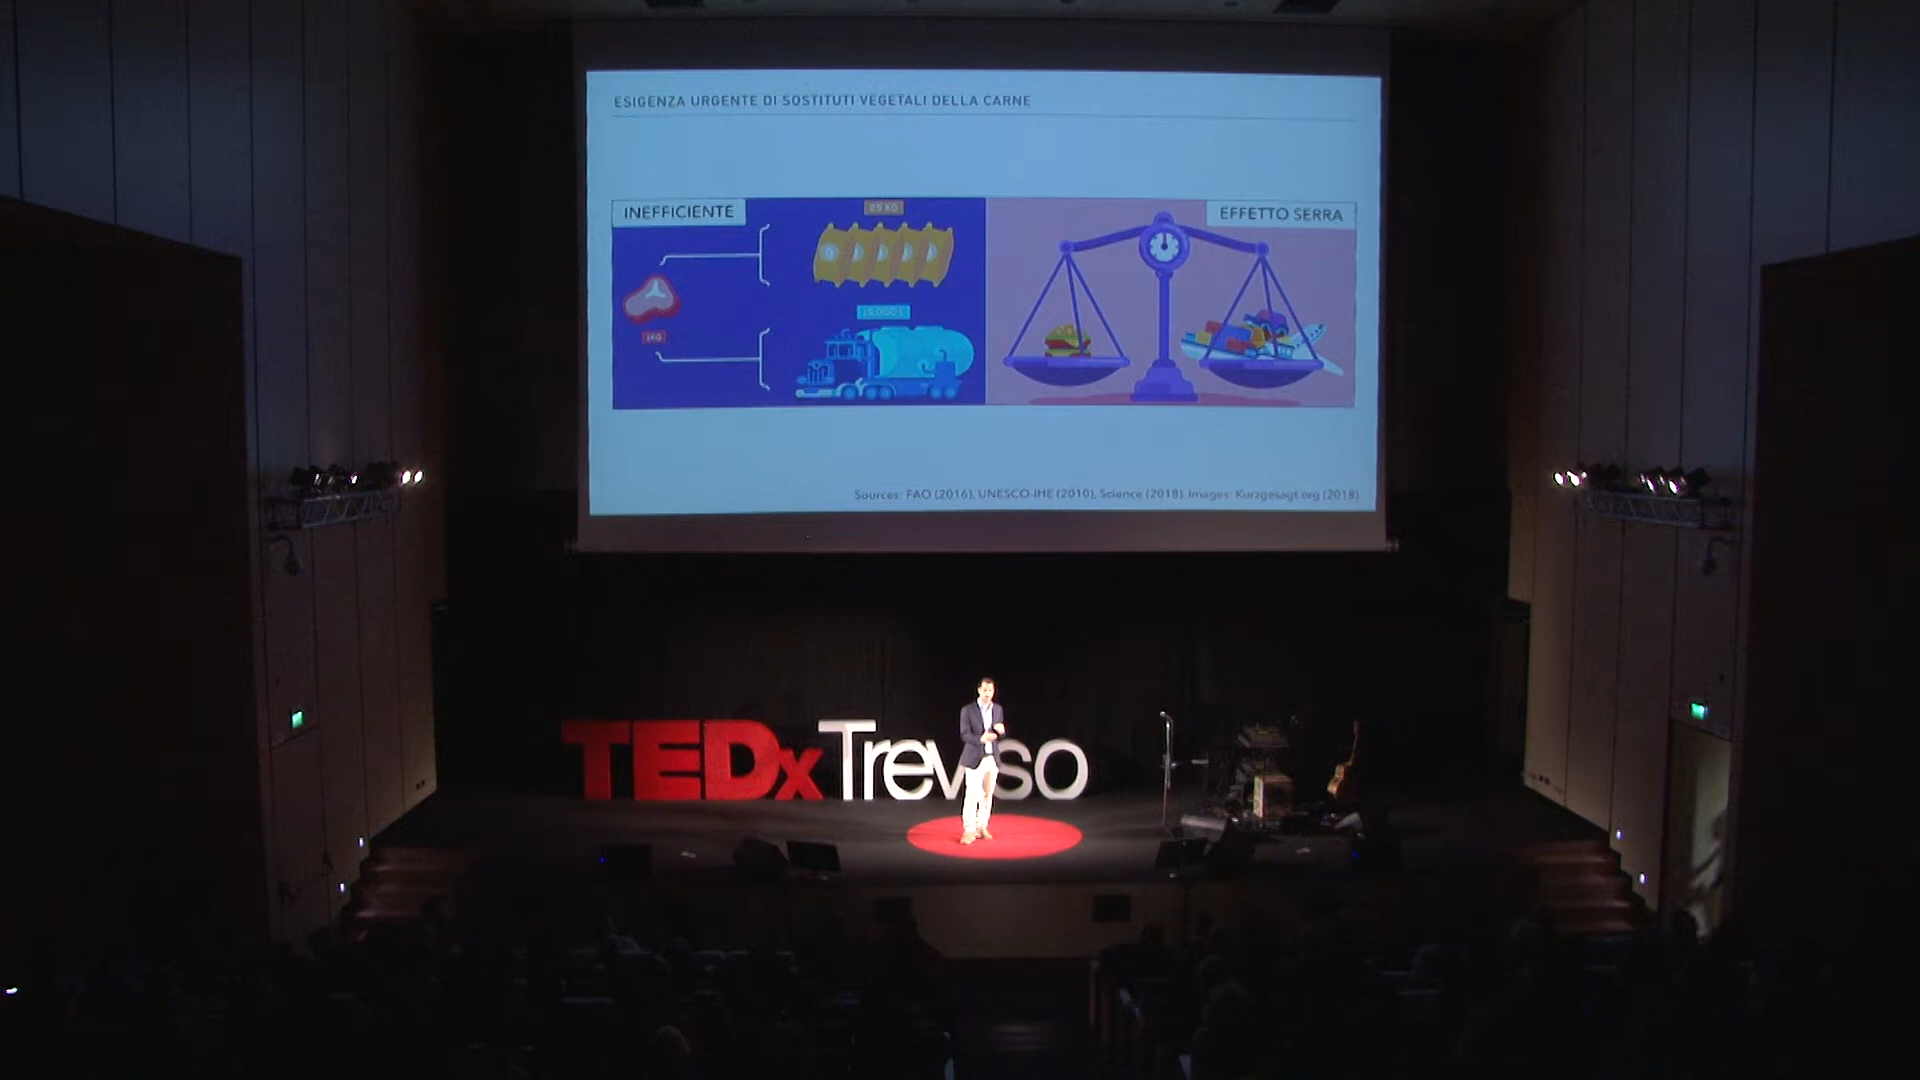 ESIGENZA URGENTE DI SOSTITUTI VEGETALI DELLA CARNE
INEFFICIENTE
25 KG
1KG
15.000 L
EFFETTO SERRA
Sources: FAO (2016), UNESCO-IHE (2010), Science (2018). Images: Kurzgesagt.org (2018)
TEDxTreviso